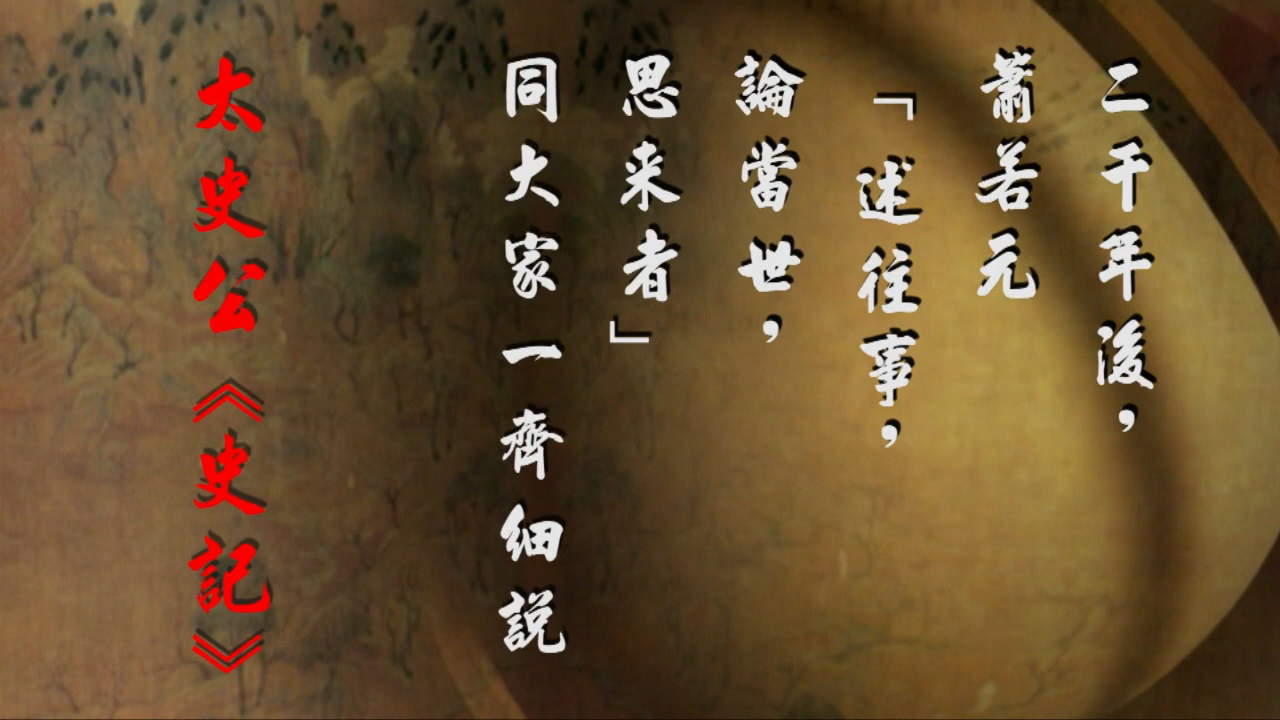 二千年後，
蕭若元
「述往事，
論當世，
思来者」
同大家一齊細説
太史公《史記》